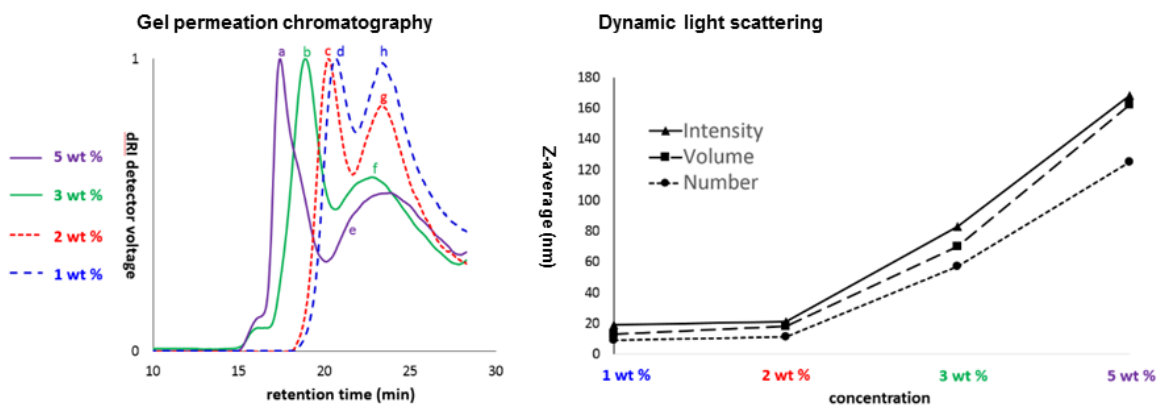 Gel permeation chromatography
Dynamic light scattering
1
a
b
c
d
h
g
f
e
0
dRI detector voltage
5 wt %
3 wt %
2 wt %
1 wt %
10
15
20
25
30
retention time (min)
180
160
140
120
100
80
60
40
20
0
Z-average (nm)
Intensity
Volume
Number
1 wt %
2 wt %
3 wt %
5 wt %
concentration